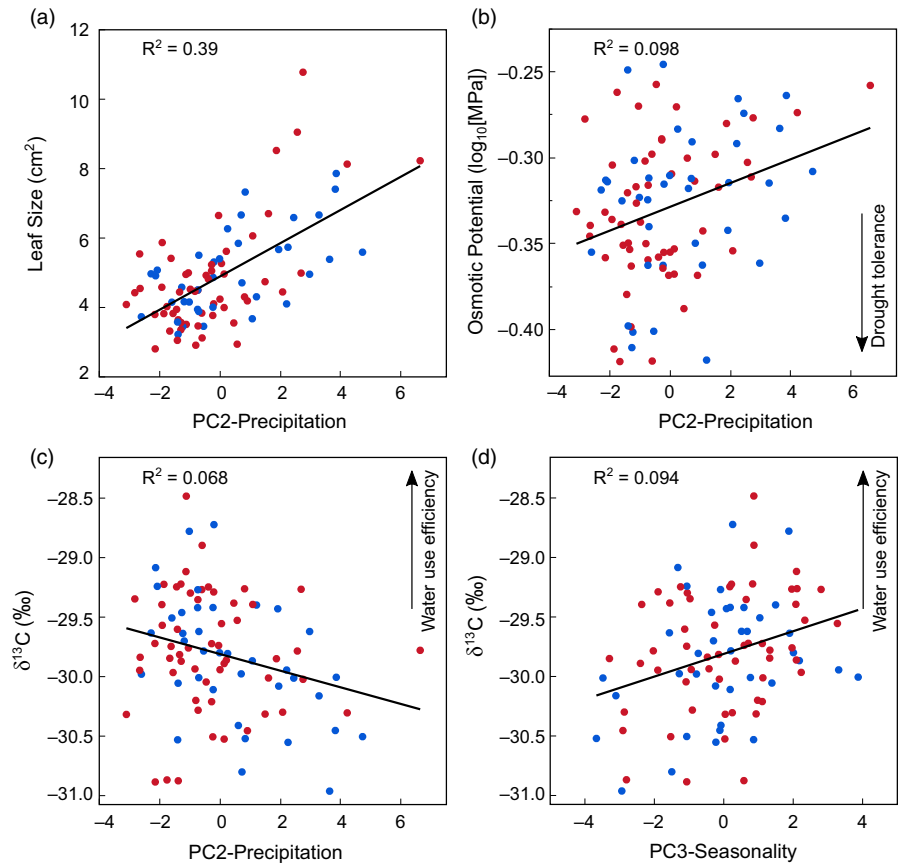 (a)
R² = 0.39
12
10
8
6
4
2
Leaf Size (cm²)
−4
−2
0
2
4
6
PC2-Precipitation
(b)
R² = 0.098
−0.25
−0.30
−0.35
−0.40
Osmotic Potential (log₁₀[MPa])
Drought tolerance
−4
−2
0
2
4
6
PC2-Precipitation
(c)
R² = 0.068
−28.5
−29.0
−29.5
−30.0
−30.5
−31.0
δ¹³C (‰)
Water use efficiency
−4
−2
0
2
4
6
PC2-Precipitation
(d)
R² = 0.094
−28.5
−29.0
−29.5
−30.0
−30.5
−31.0
δ¹³C (‰)
Water use efficiency
−4
−2
0
2
4
PC3-Seasonality